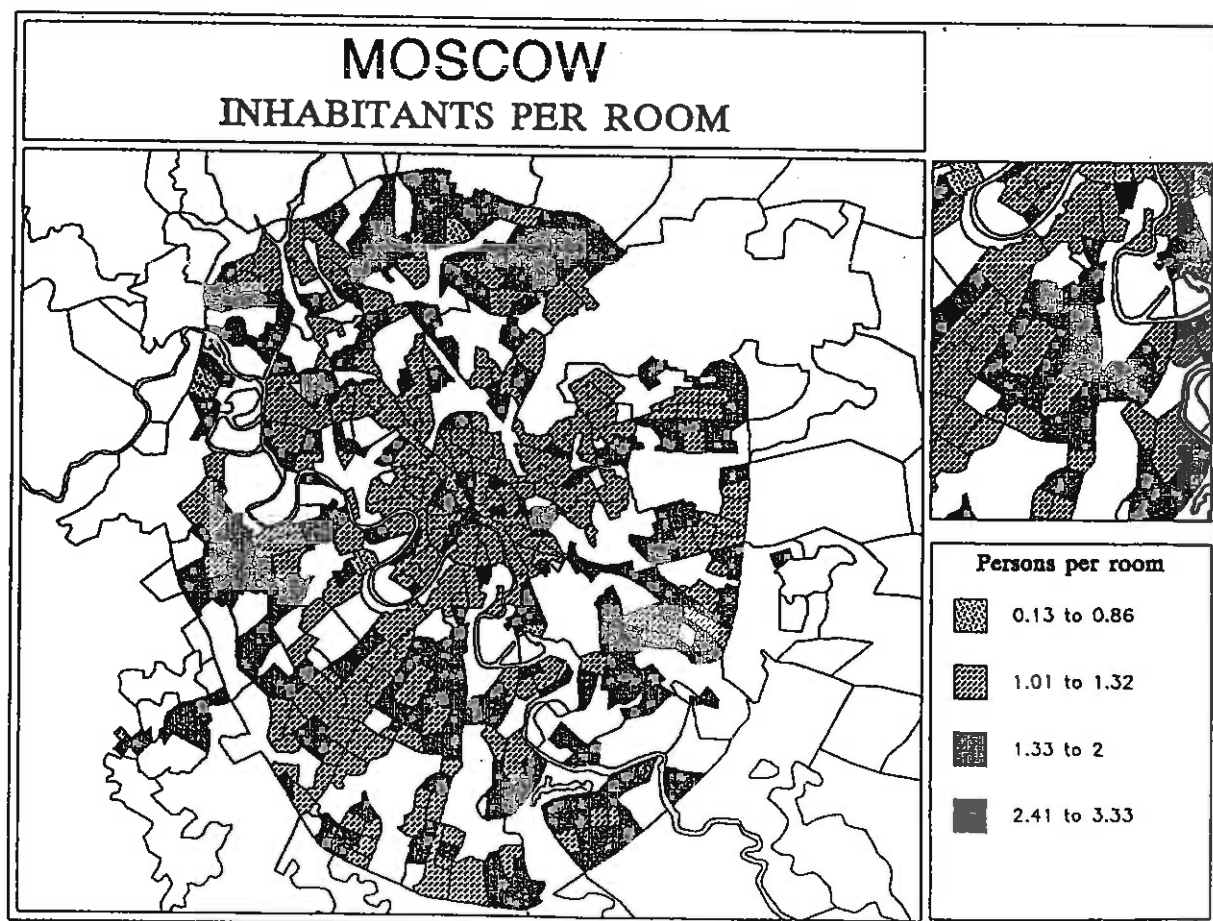 MOSCOW
INHABITANTS PER ROOM
Persons per room
0.13 to 0.86
1.01 to 1.32
1.33 to 2
2.41 to 3.33